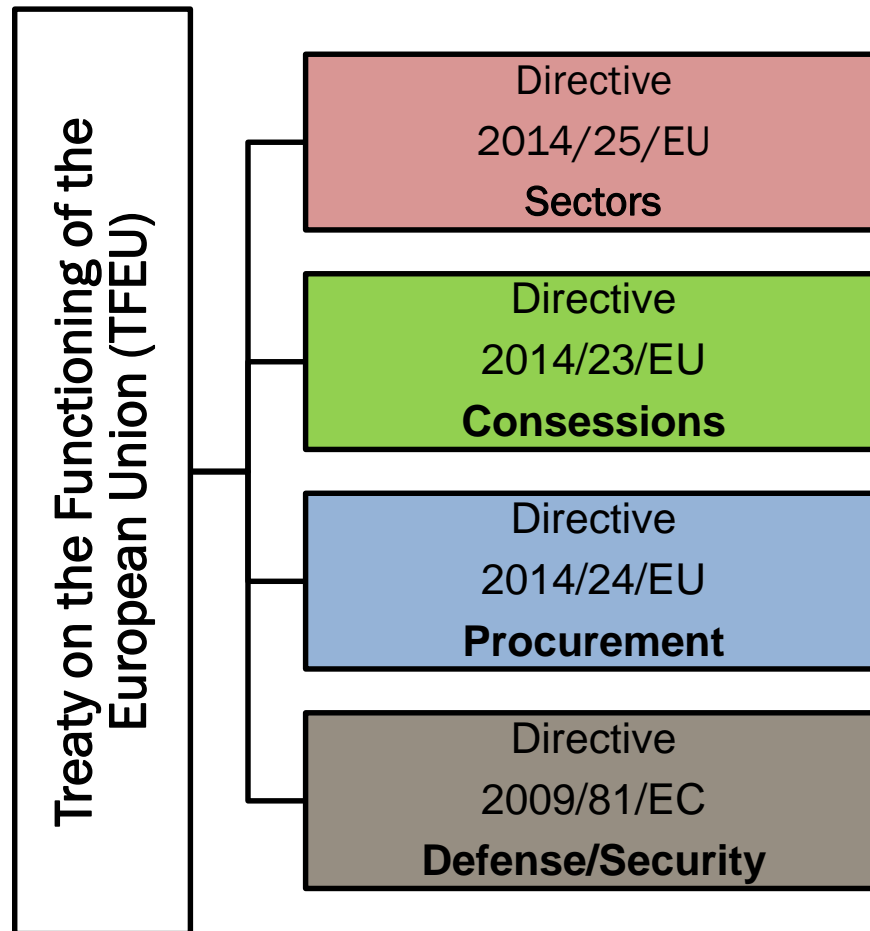 Treaty on the Functioning of the
European Union (TFEU)
Directive
2014/25/EU
Sectors
Directive
2014/23/EU
Consessions
Directive
2014/24/EU
Procurement
Directive
2009/81/EC
Defense/Security